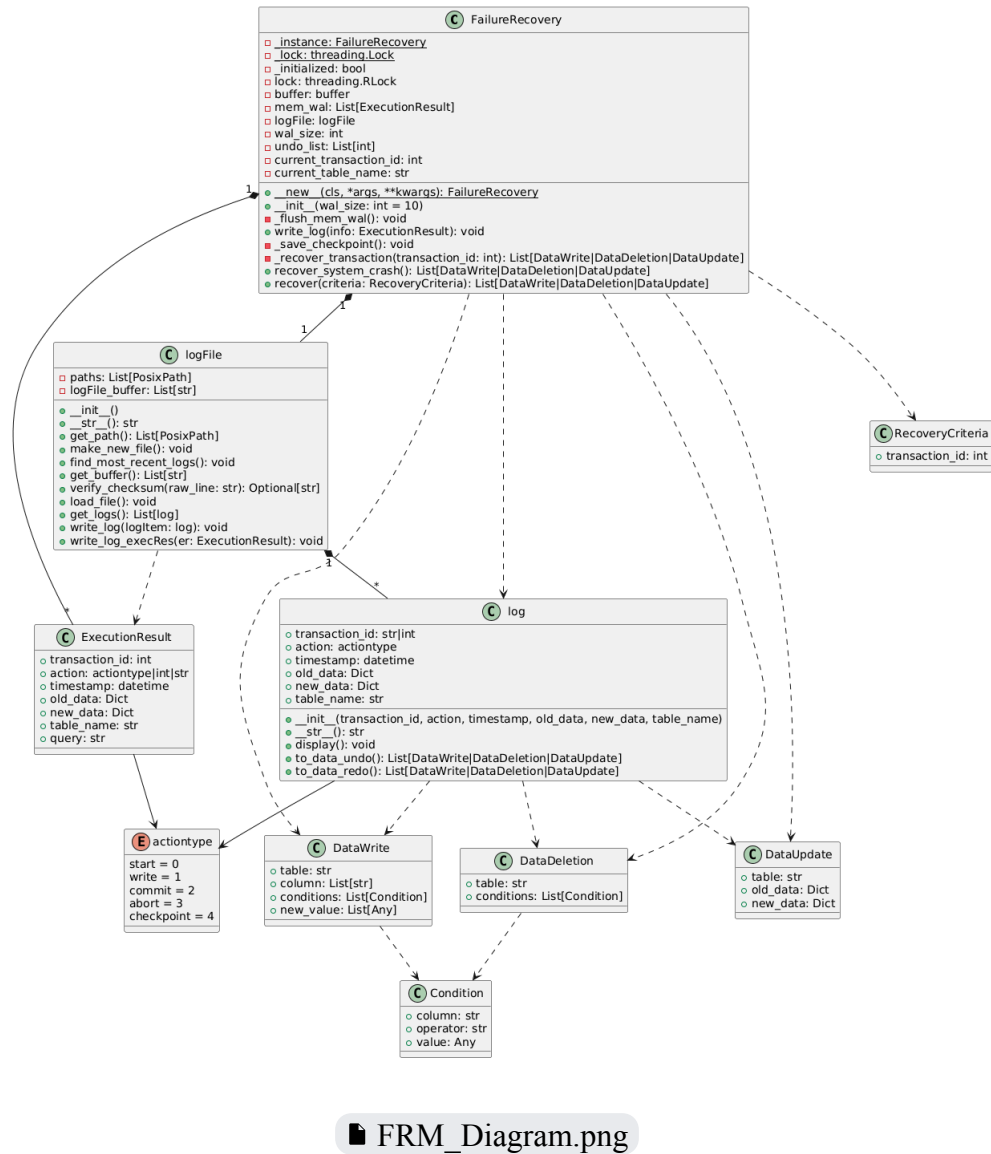 C FailureRecovery
_instance: FailureRecovery
_lock: threading.Lock
_initialized: bool
lock: threading.RLock
buffer: buffer
mem_wal: List[ExecutionResult]
logFile: logFile
wal_size: int
undo_list: List[int]
current_transaction_id: int
current_table_name: str
__new__(cls, *args, **kwargs): FailureRecovery
__init__(wal_size: int = 10)
_flush_mem_wal(): void
write_log(info: ExecutionResult): void
_save_checkpoint(): void
_recover_transaction(transaction_id: int): List[DataWrite|DataDeletion|DataUpdate]
recover_system_crash(): List[DataWrite|DataDeletion|DataUpdate]
recover(criteria: RecoveryCriteria): List[DataWrite|DataDeletion|DataUpdate]
1
1
1
C logFile
paths: List[PosixPath]
logFile_buffer: List[str]
__init__()
__str__(): str
get_path(): List[PosixPath]
make_new_file(): void
find_most_recent_logs(): void
get_buffer(): List[str]
verify_checksum(raw_line: str): Optional[str]
load_file(): void
get_logs(): List[log]
write_log(logItem: log): void
write_log_execRes(er: ExecutionResult): void
C RecoveryCriteria
transaction_id: int
1
*
*
C ExecutionResult
transaction_id: int
action: actiontype|int|str
timestamp: datetime
old_data: Dict
new_data: Dict
table_name: str
query: str
C log
transaction_id: str|int
action: actiontype
timestamp: datetime
old_data: Dict
new_data: Dict
table_name: str
__init__(transaction_id, action, timestamp, old_data, new_data, table_name)
__str__(): str
display(): void
to_data_undo(): List[DataWrite|DataDeletion|DataUpdate]
to_data_redo(): List[DataWrite|DataDeletion|DataUpdate]
E actiontype
start = 0
write = 1
commit = 2
abort = 3
checkpoint = 4
C DataWrite
table: str
column: List[str]
conditions: List[Condition]
new_value: List[Any]
C DataDeletion
table: str
conditions: List[Condition]
C DataUpdate
table: str
old_data: Dict
new_data: Dict
C Condition
column: str
operator: str
value: Any
FRM_Diagram.png